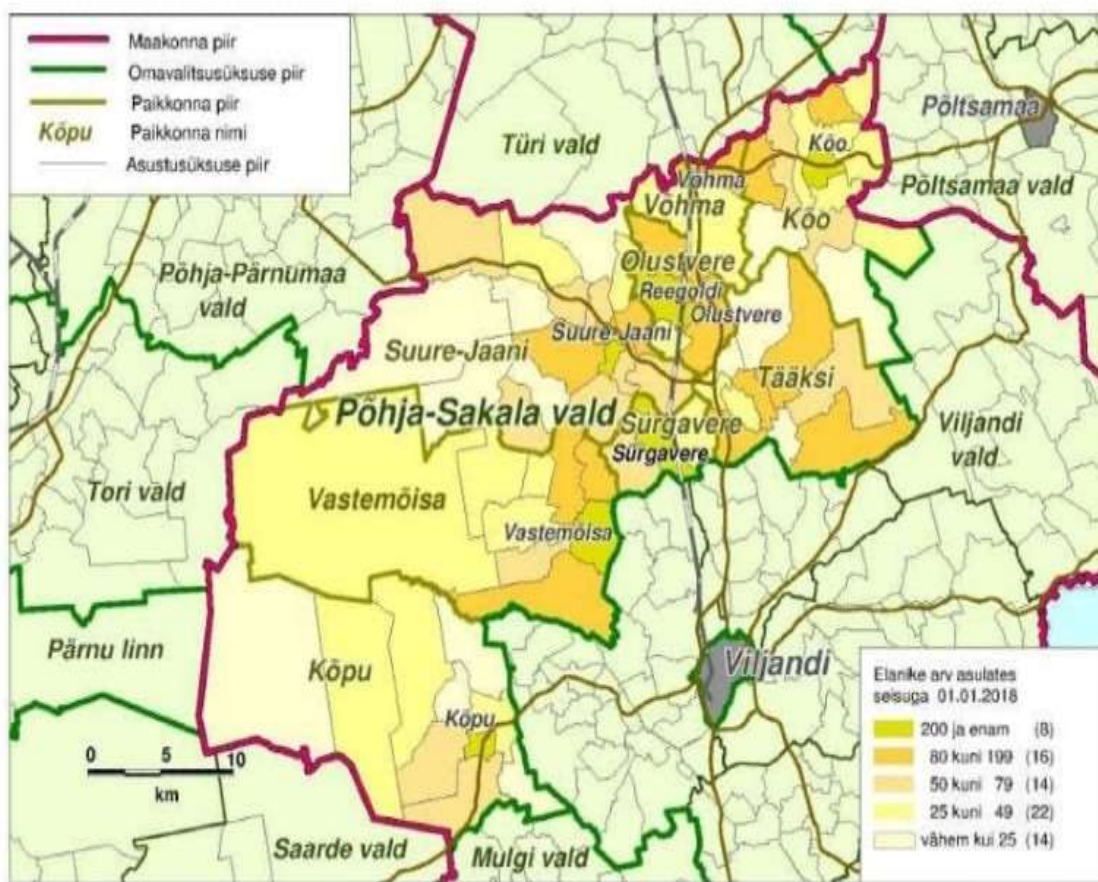 Maakonna piir
Omavalitsusüksuse piir
Paikkonna piir
Kõpu Paikkonna nimi
Asustusüksuse piir
Türi vald
Põltsamaa
Põltsamaa vald
Kõo
Võhma
Võhma
Kõo
Põhja-Pärnumaa
vald
Olustvere
Reegoldi
Olustvere
Suure-Jaani
Suure-Jaani
Tääksi
Põhja-Sakala vald
Sürgavere
Sürgavere
Viljandi
vald
Tori vald
Vastemõisa
Vastemõisa
Pärnu linn
Kõpu
Viljandi
Kõpu
Saarde vald
Mulgi vald
0 5 10
km
Elanike arv asulates
seisuga 01.01.2018
200 ja enam (8)
80 kuni 199 (16)
50 kuni 79 (14)
25 kuni 49 (22)
vähem kui 25 (14)